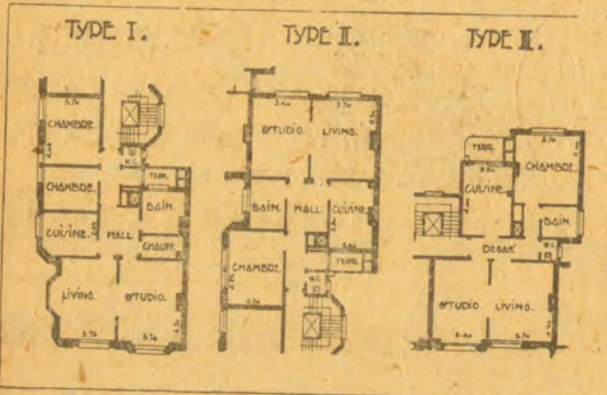 TYPE I.
CHAMBRE.
CHAMBRE.
CUISINE.
HALL
W.C.
TERR.
BAIN.
CHAUFF.
LIVING.
STUDIO.
TYPE II.
STUDIO.
LIVING.
BAIN.
HALL
CUISINE.
TERR.
CHAMBRE.
W.C.
TYPE III.
TERR.
CUISINE.
CHAMBRE.
BAIN.
DEGAG^T
W.C.
STUDIO.
LIVING.